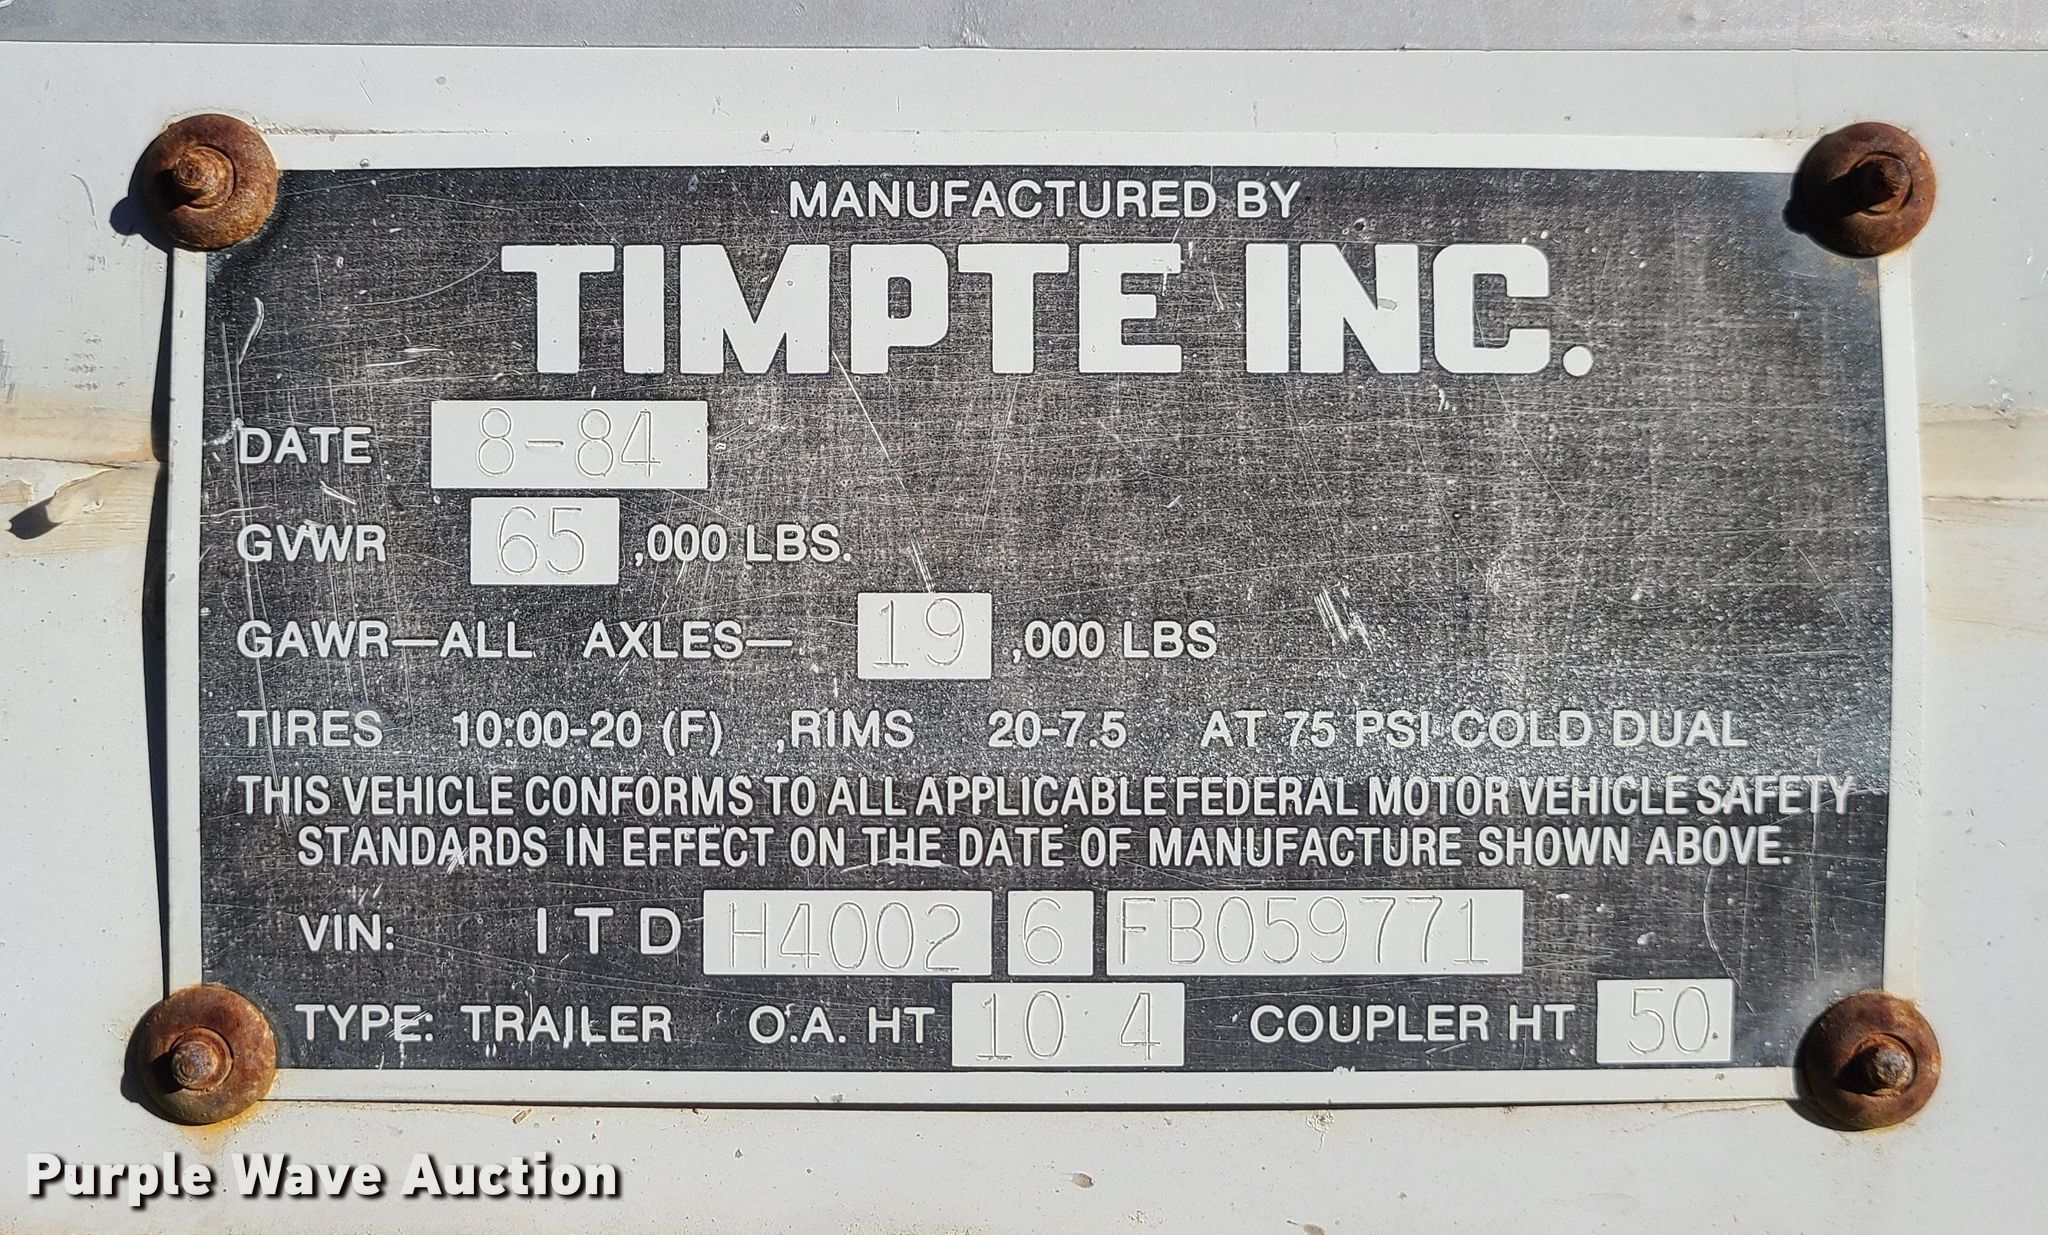 MANUFACTURED BY
TIMPTE INC.
DATE 8-84
GVWR 65 ,000 LBS.
GAWR—ALL AXLES— 19 ,000 LBS
TIRES 10:00-20 (F) ,RIMS 20-7.5 AT 75 PSI COLD DUAL
THIS VEHICLE CONFORMS TO ALL APPLICABLE FEDERAL MOTOR VEHICLE SAFETY
STANDARDS IN EFFECT ON THE DATE OF MANUFACTURE SHOWN ABOVE.
VIN: I T D H4002 6 FB059771
TYPE: TRAILER O.A. HT 10 4 COUPLER HT 50
Purple Wave Auction